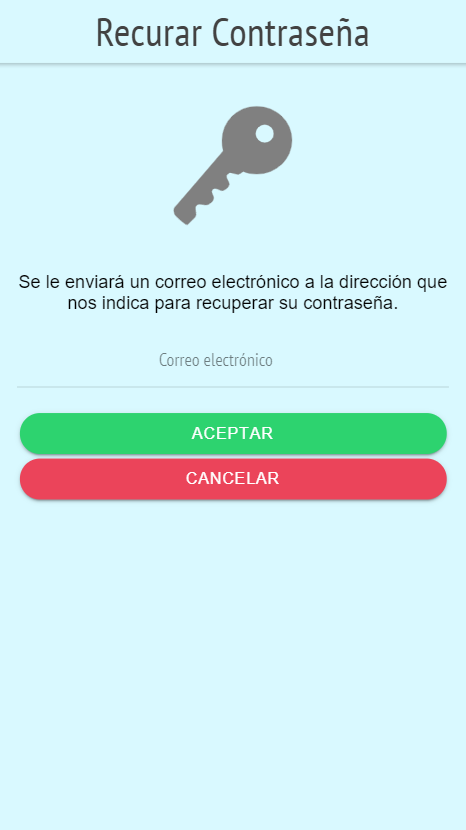 Recurar Contraseña
Se le enviará un correo electrónico a la dirección que
nos indica para recuperar su contraseña.
Correo electrónico
ACEPTAR
CANCELAR